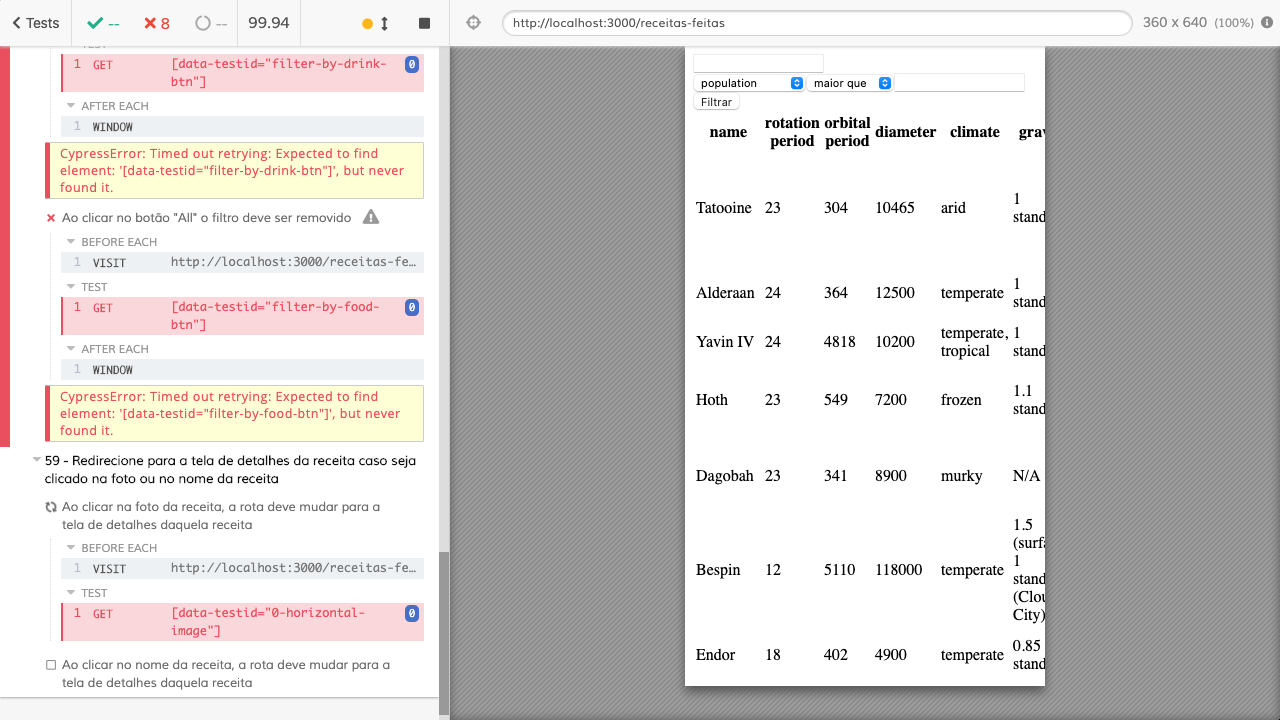 Tests
--
8
--
99.94
http://localhost:3000/receitas-feitas
360 x 640 (100%)
1 GET [data-testid="filter-by-drink-
btn"] 0
AFTER EACH
1 WINDOW
CypressError: Timed out retrying: Expected to find
element: '[data-testid="filter-by-drink-btn"]', but never
found it.
Ao clicar no botão "All" o filtro deve ser removido
BEFORE EACH
1 VISIT http://localhost:3000/receitas-fe…
TEST
1 GET [data-testid="filter-by-food-
btn"] 0
AFTER EACH
1 WINDOW
CypressError: Timed out retrying: Expected to find
element: '[data-testid="filter-by-food-btn"]', but never
found it.
59 - Redirecione para a tela de detalhes da receita caso seja
clicado na foto ou no nome da receita
Ao clicar na foto da receita, a rota deve mudar para a
tela de detalhes daquela receita
BEFORE EACH
1 VISIT http://localhost:3000/receitas-fe…
TEST
1 GET [data-testid="0-horizontal-
image"] 0
Ao clicar no nome da receita, a rota deve mudar para a
tela de detalhes daquela receita
population maior que
Filtrar
name rotation period orbital period diameter climate grav
Tatooine 23 304 10465 arid 1 stand
Alderaan 24 364 12500 temperate 1 stand
Yavin IV 24 4818 10200 temperate, tropical 1 stand
Hoth 23 549 7200 frozen 1.1 stand
Dagobah 23 341 8900 murky N/A
Bespin 12 5110 118000 temperate 1.5 (surfa 1 stand (Clou City)
Endor 18 402 4900 temperate 0.85 stand